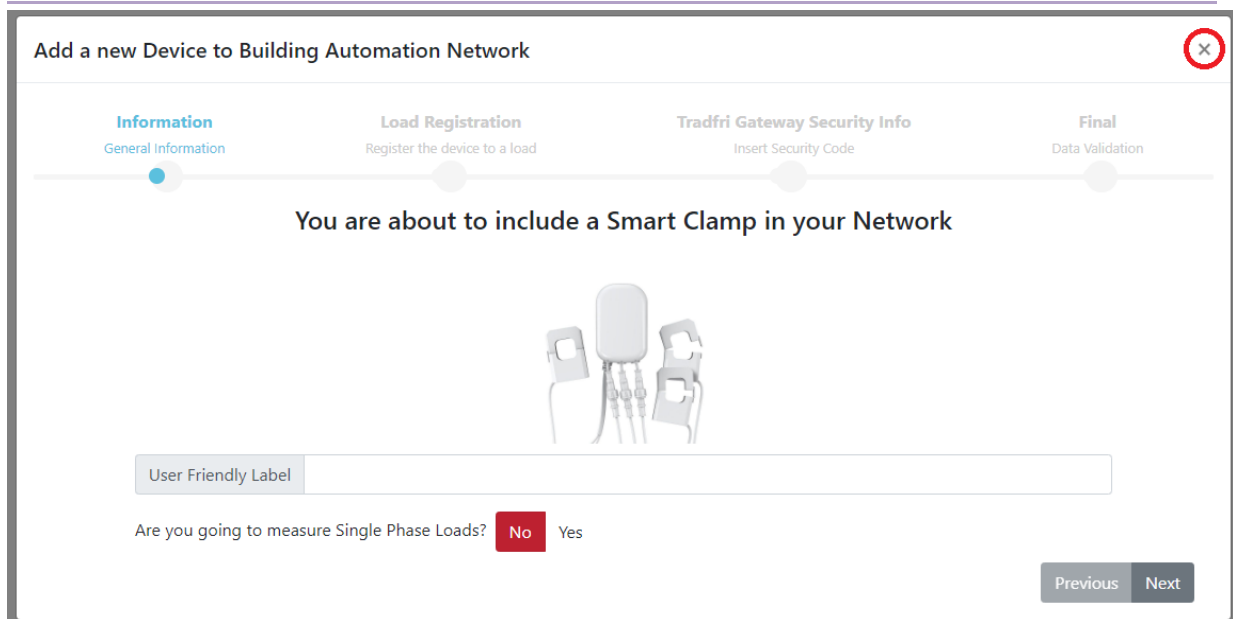 Add a new Device to Building Automation Network ×
Information Load Registration Tradfri Gateway Security Info Final
General Information Register the device to a load Insert Security Code Data Validation
You are about to include a Smart Clamp in your Network
User Friendly Label
Are you going to measure Single Phase Loads? No Yes
Previous Next